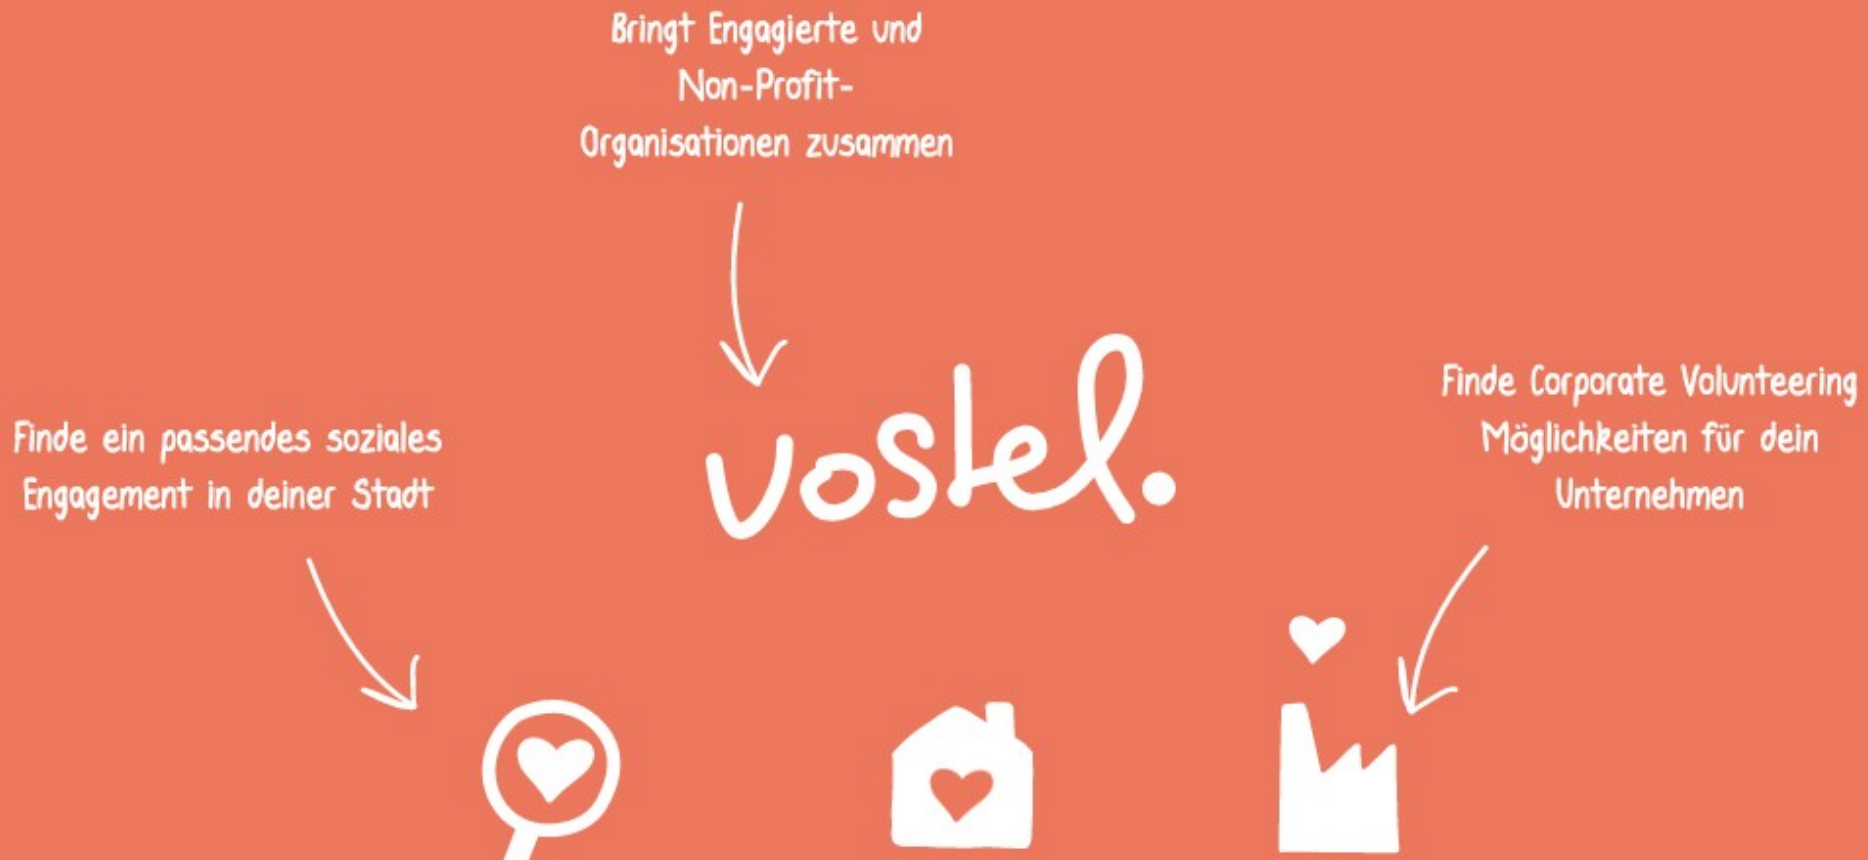 Bringt Engagierte und
Non-Profit-
Organisationen zusammen
vostel.
Finde ein passendes soziales
Engagement in deiner Stadt
Finde Corporate Volunteering
Möglichkeiten für dein
Unternehmen